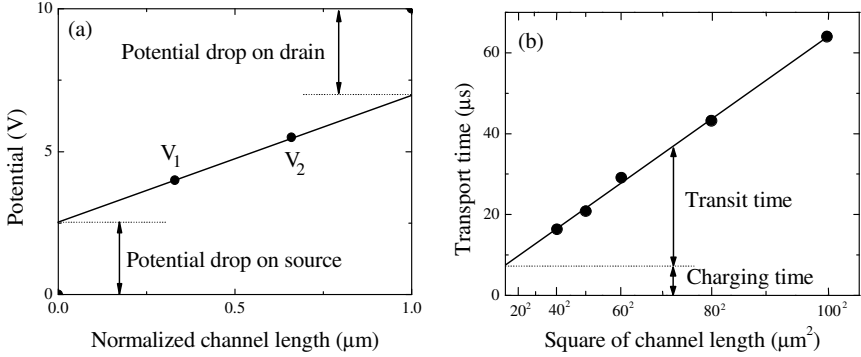 (a)
Potential drop on drain
V₁
V₂
Potential drop on source
10
5
0
0.0
0.5
1.0
Potential (V)
Normalized channel length (μm)
(b)
Transit time
Charging time
80
60
40
20
0
20²
40²
60²
80²
100²
Transport time (μs)
Square of channel length (μm²)